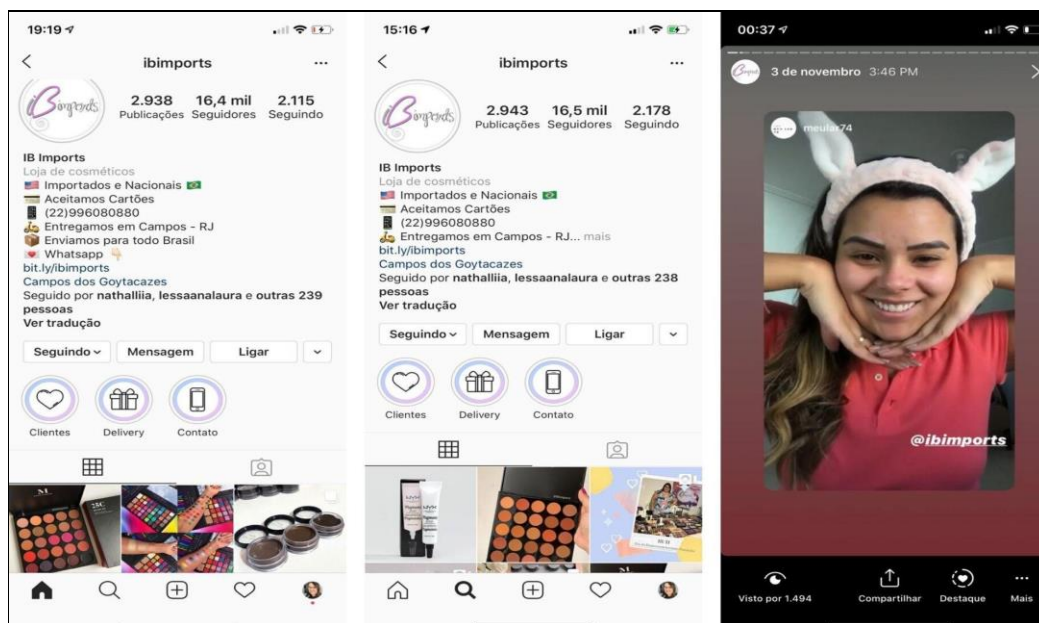 19:19
ibimports
Bimports
2.938 16,4 mil 2.115
Publicações Seguidores Seguindo
IB Imports
Loja de cosméticos
Importados e Nacionais
Aceitamos Cartões
(22)996080880
Entregamos em Campos - RJ
Enviamos para todo Brasil
Whatsapp
bit.ly/ibimports
Campos dos Goytacazes
Seguido por nathalliia, lessaanalaura e outras 239
pessoas
Ver tradução
Seguindo Mensagem Ligar
Clientes Delivery Contato
15:16
ibimports
Bimports
2.943 16,5 mil 2.178
Publicações Seguidores Seguindo
IB Imports
Loja de cosméticos
Importados e Nacionais
Aceitamos Cartões
(22)996080880
Entregamos em Campos - RJ... mais
bit.ly/ibimports
Campos dos Goytacazes
Seguido por nathalliia, lessaanalaura e outras 238
pessoas
Ver tradução
Seguindo Mensagem Ligar
Clientes Delivery Contato
00:37
3 de novembro 3:46 PM
meular74
@ibimports
Visto por 1.494 Compartilhar Destaque Mais